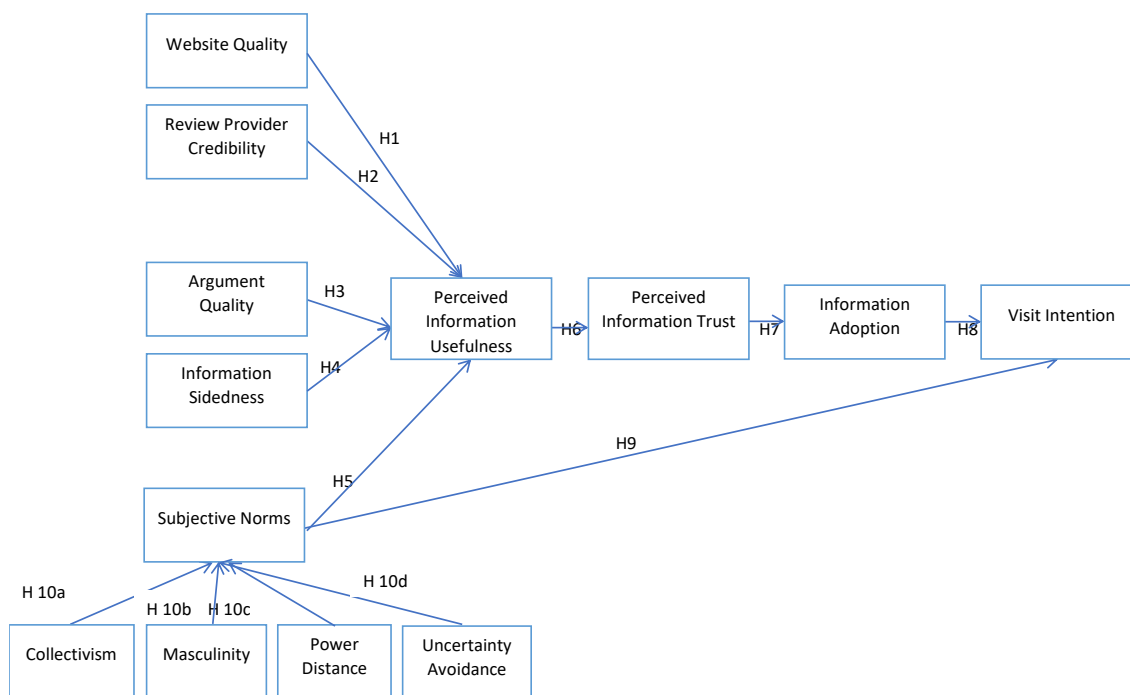 Website Quality
Review Provider
Credibility
H1
H2
Argument
Quality
H3
Information
Sidedness
H4
Perceived
Information
Usefulness
H6
Perceived
Information Trust
H7
Information
Adoption
H8
Visit Intention
H9
H5
Subjective Norms
H 10a
H 10b
H 10c
H 10d
Collectivism
Masculinity
Power
Distance
Uncertainty
Avoidance